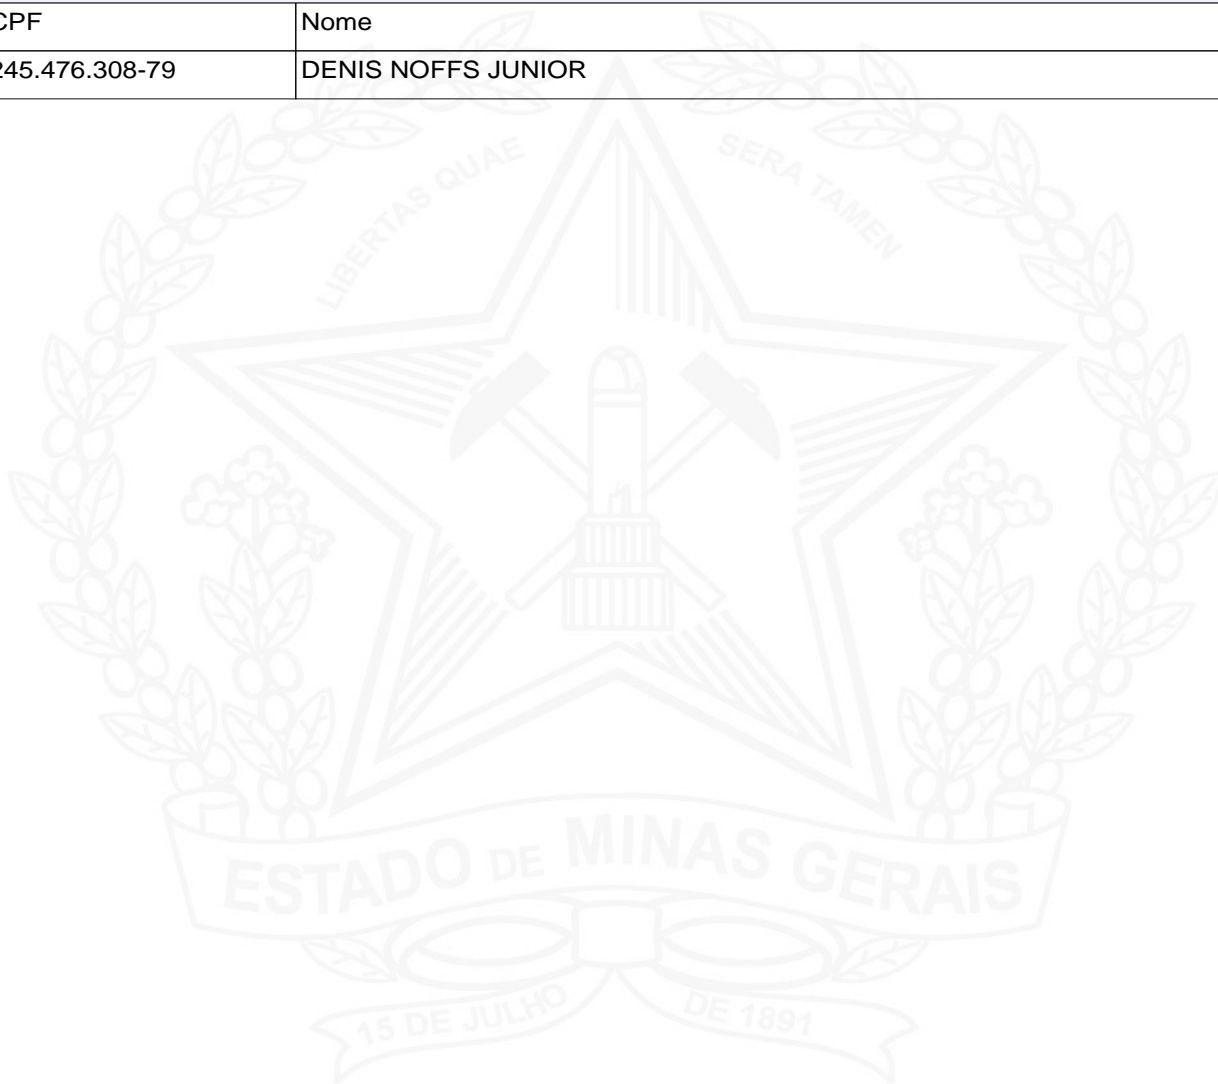 CPF Nome
245.476.308-79 DENIS NOFFS JUNIOR
LIBERTAS QUAE SERA TAMEN
ESTADO DE MINAS GERAIS
15 DE JULHO DE 1891